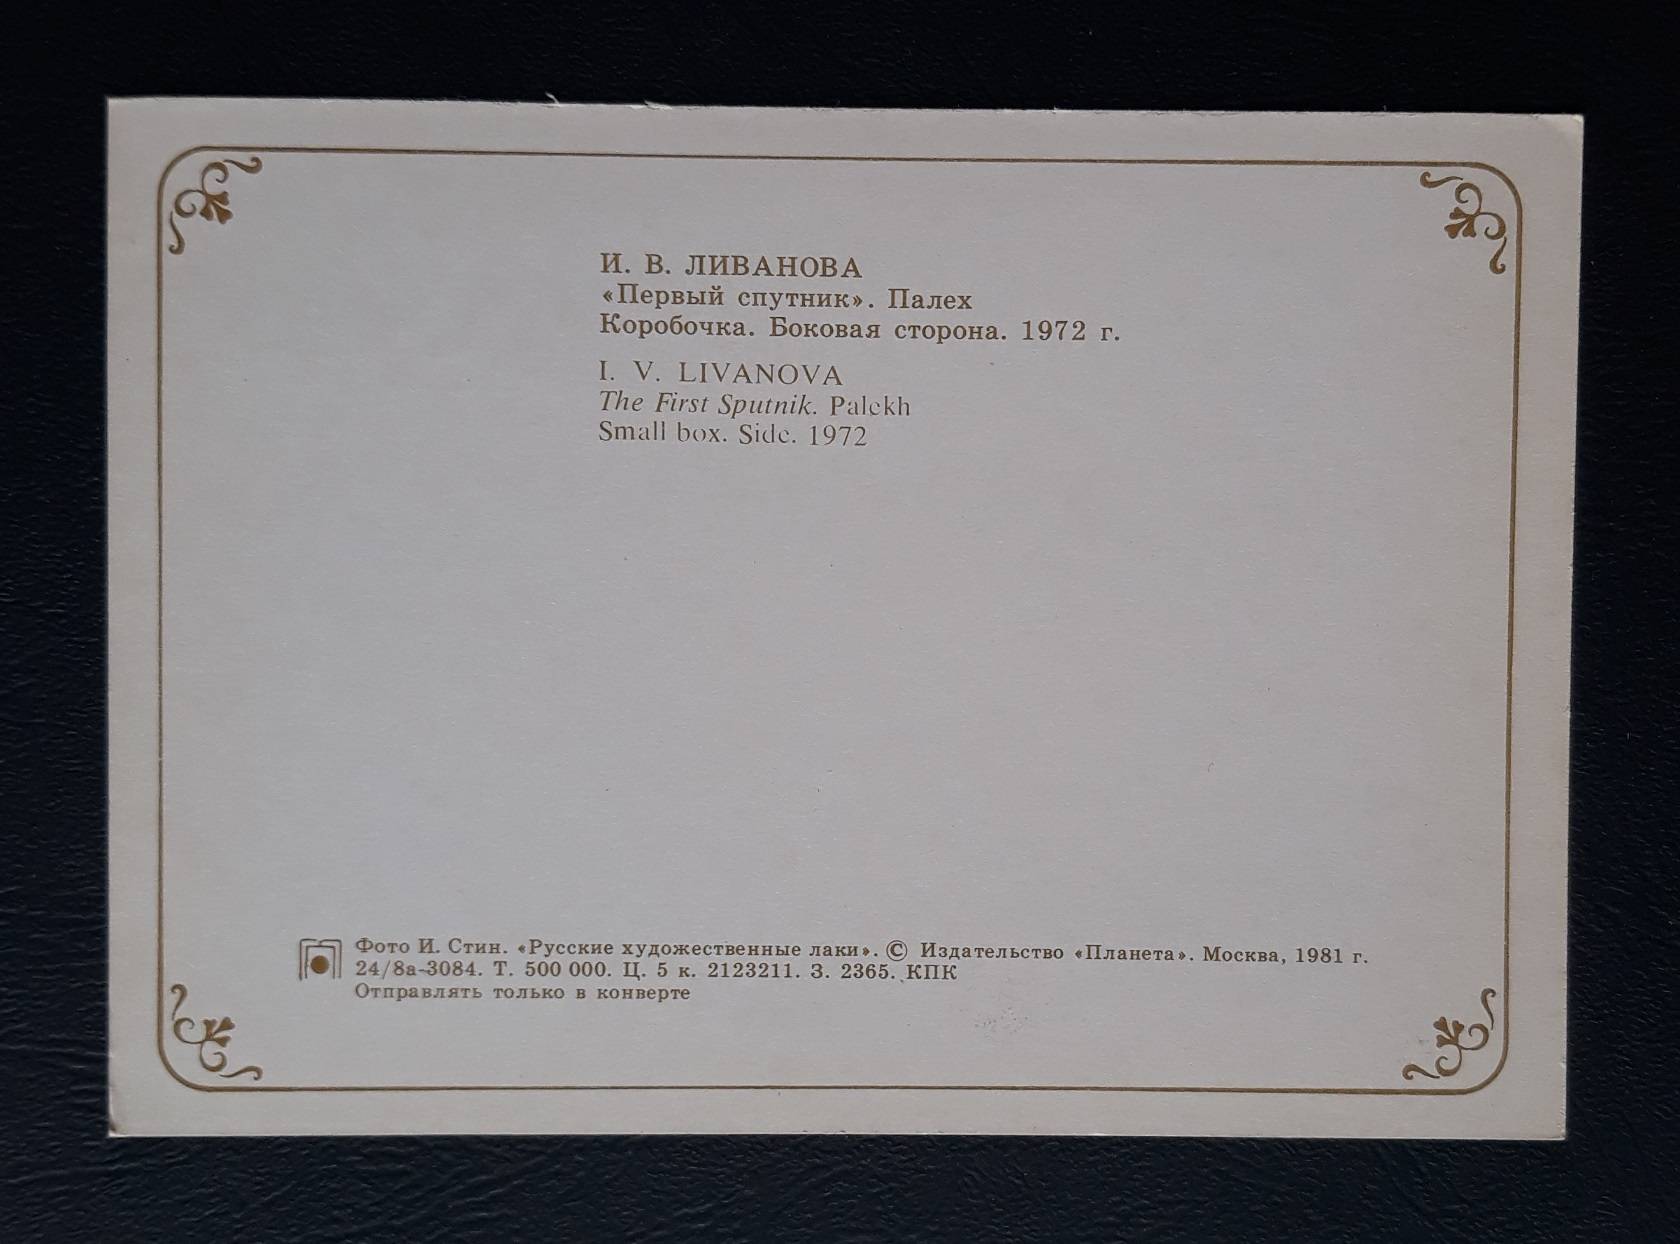 И. В. ЛИВАНОВА
«Первый спутник». Палех
Коробочка. Боковая сторона. 1972 г.
I. V. LIVANOVA
The First Sputnik. Palekh
Small box. Side. 1972
Фото И. Стин. «Русские художественные лаки». © Издательство «Планета». Москва, 1981 г.
24/8а-3084. Т. 500 000. Ц. 5 к. 2123211. З. 2365. КПК
Отправлять только в конверте